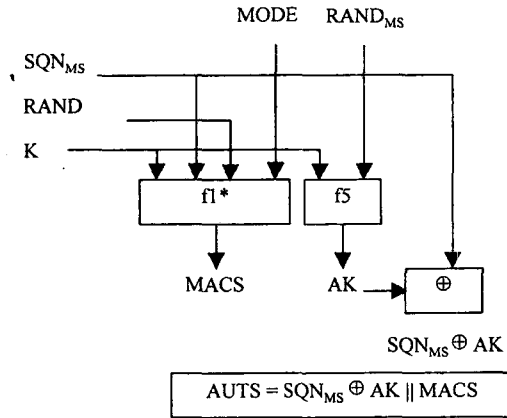 MODE RAND_MS
SQN_MS
RAND
K
f1* f5
MACS AK ⊕
SQN_MS ⊕ AK
AUTS = SQN_MS ⊕ AK || MACS